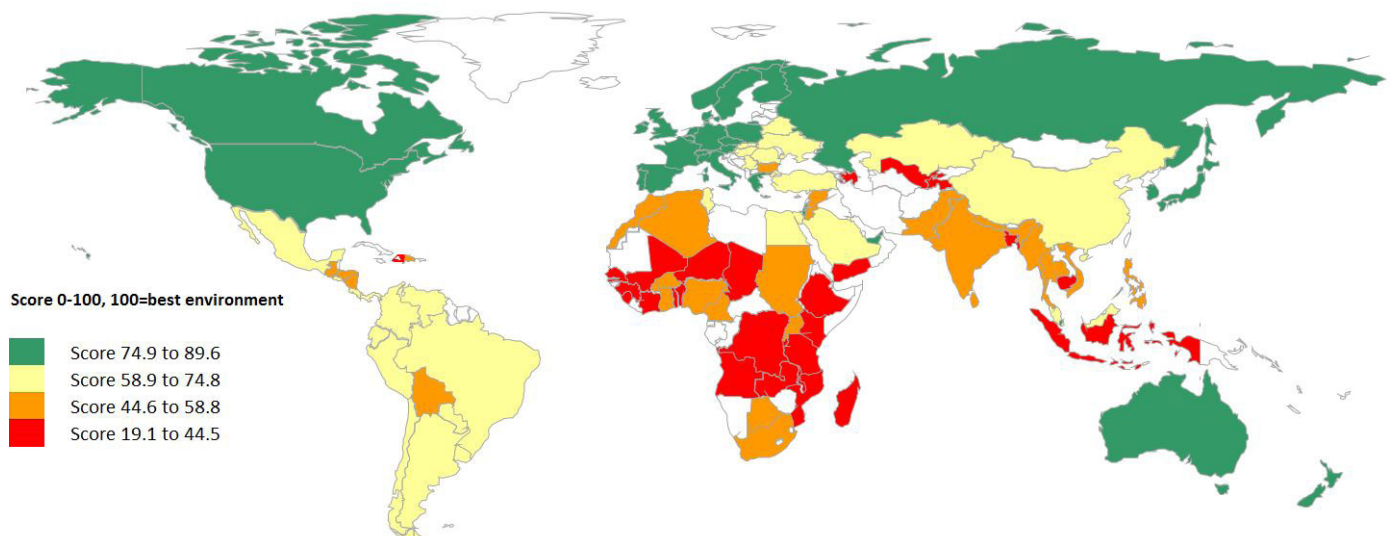 Score 0-100, 100=best environment
Score 74.9 to 89.6
Score 58.9 to 74.8
Score 44.6 to 58.8
Score 19.1 to 44.5